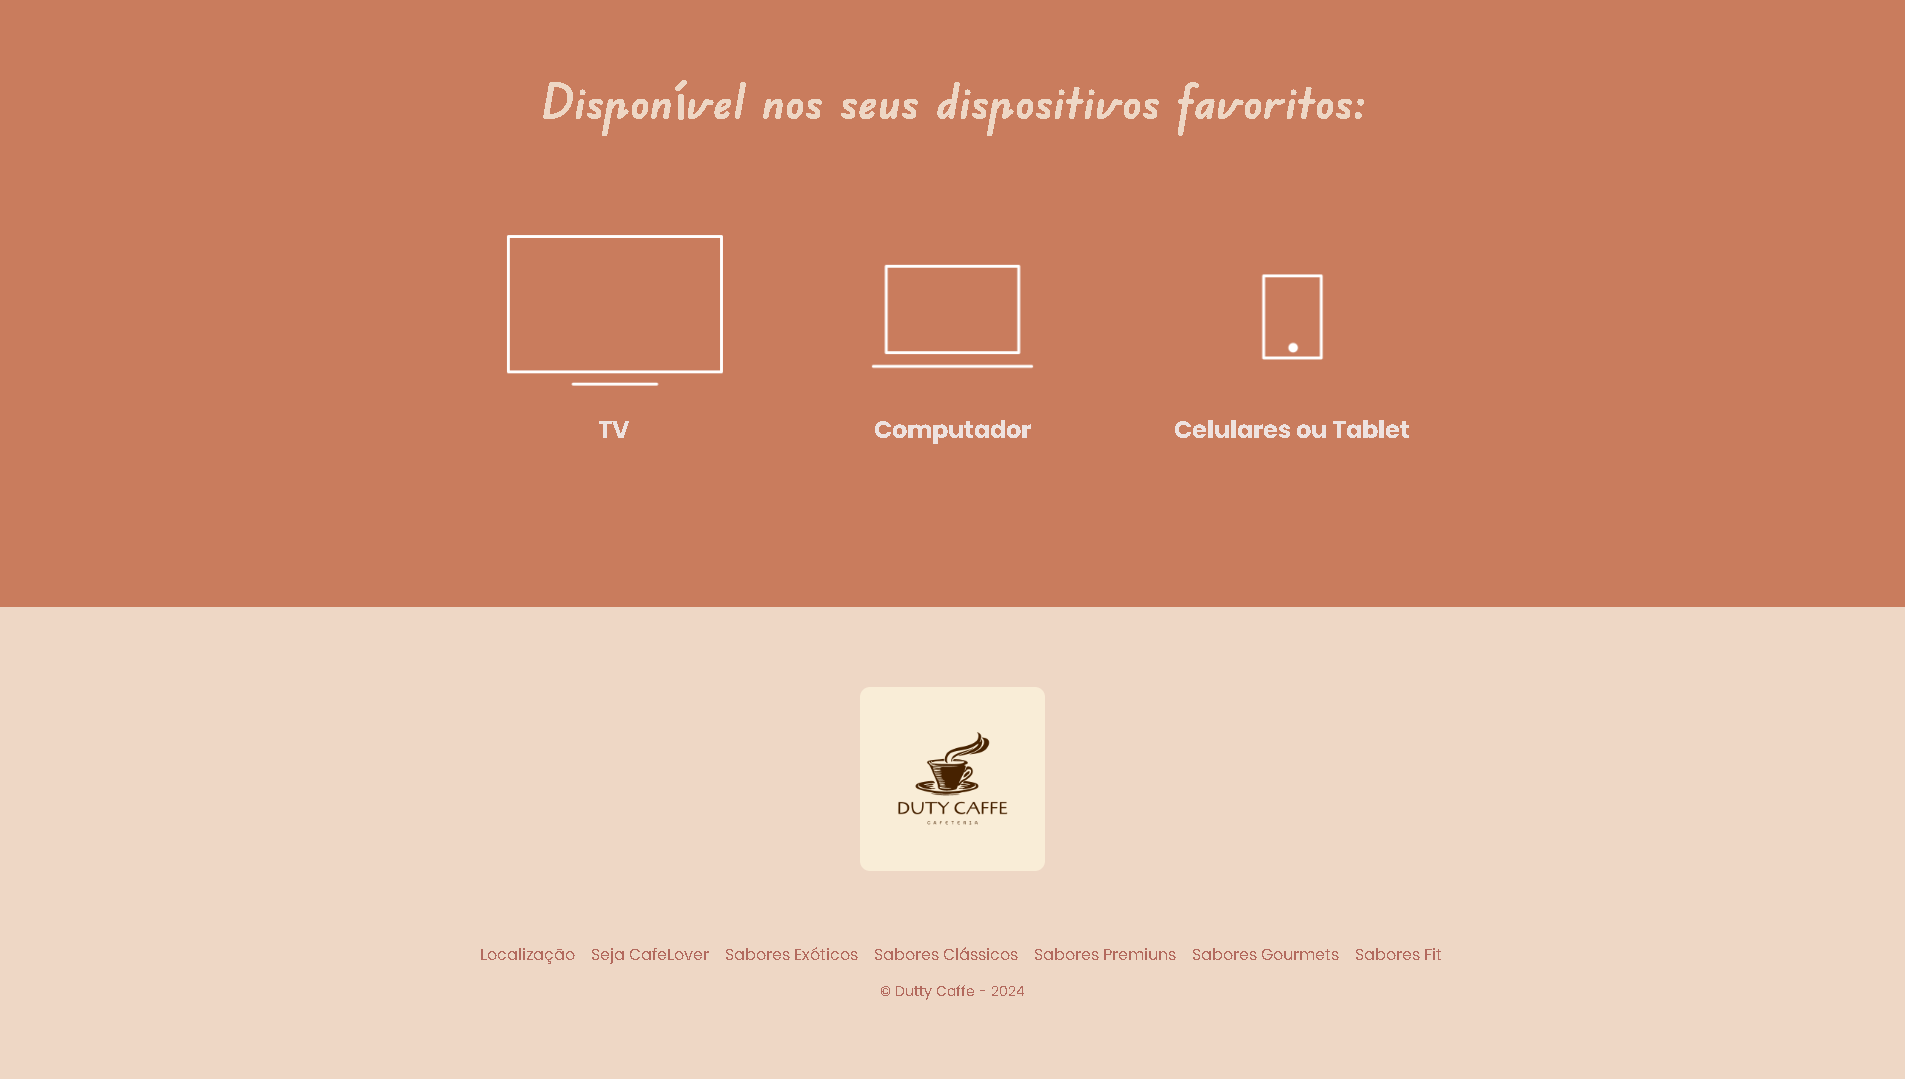 Disponível nos seus dispositivos favoritos:
TV
Computador
Celulares ou Tablet
DUTY CAFFE
CAFETERIA
Localização Seja CafeLover Sabores Exóticos Sabores Clássicos Sabores Premiuns Sabores Gourmets Sabores Fit
© Dutty Caffe - 2024